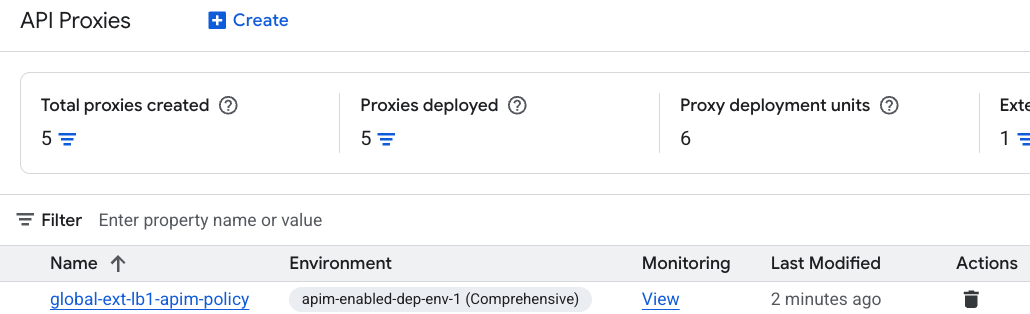 API Proxies Create
Total proxies created
5
Proxies deployed
5
Proxy deployment units
6
Exte
1
Filter Enter property name or value
Name Environment Monitoring Last Modified Actions
global-ext-lb1-apim-policy apim-enabled-dep-env-1 (Comprehensive) View 2 minutes ago